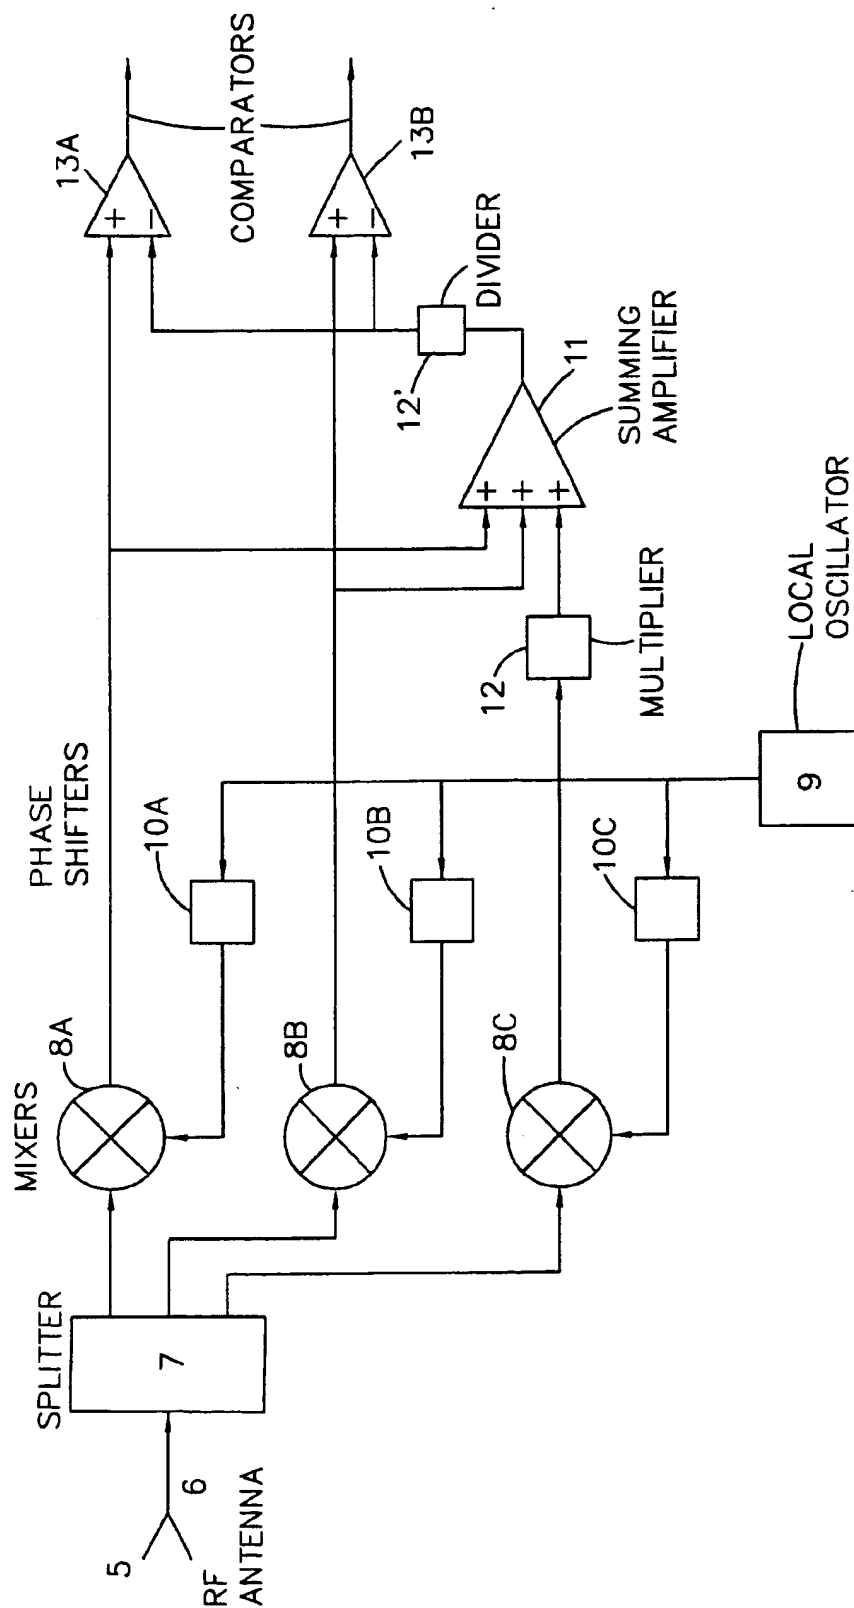 5
RF
ANTENNA
6
SPLITTER
7
MIXERS
8A
8B
8C
PHASE
SHIFTERS
10A
10B
10C
9
LOCAL
OSCILLATOR
12
MULTIPLIER
+
+
+
11
SUMMING
AMPLIFIER
12'
DIVIDER
13A
+
−
COMPARATORS
+
−
13B